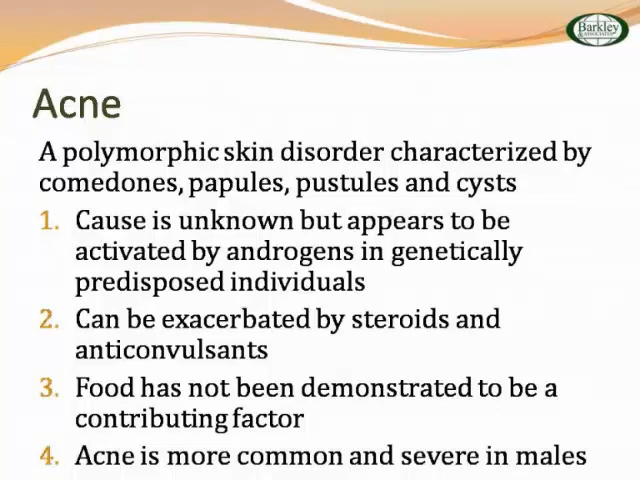 Barkley
& ASSOCIATES
Acne
A polymorphic skin disorder characterized by
comedones, papules, pustules and cysts
1. Cause is unknown but appears to be
activated by androgens in genetically
predisposed individuals
2. Can be exacerbated by steroids and
anticonvulsants
3. Food has not been demonstrated to be a
contributing factor
4. Acne is more common and severe in males